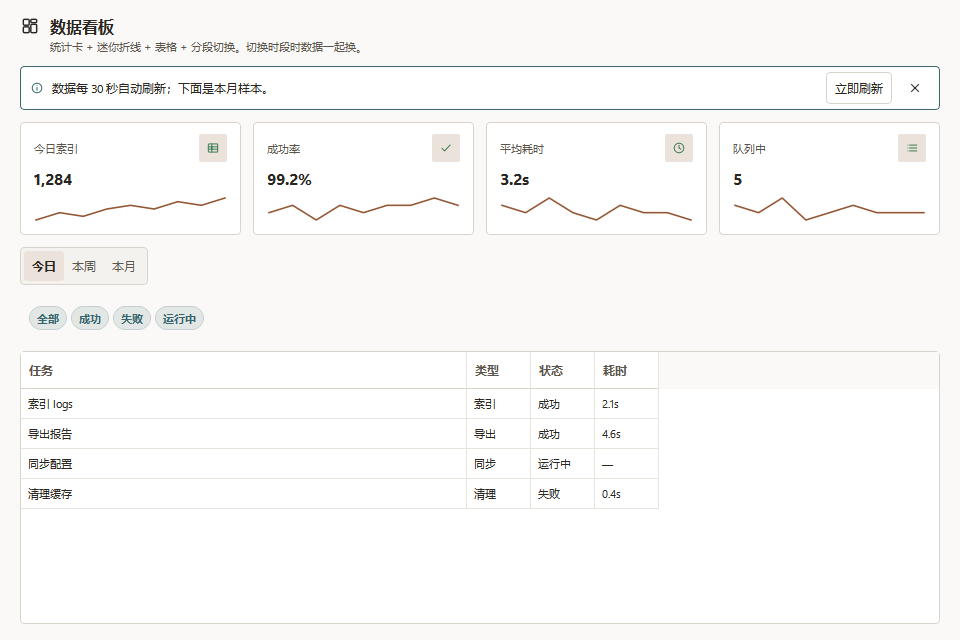 数据看板
统计卡 + 迷你折线 + 表格 + 分段切换。切换时段时数据一起换。
数据每 30 秒自动刷新；下面是本月样本。 立即刷新
今日索引 成功率 平均耗时 队列中
1,284 99.2% 3.2s 5
今日 本周 本月
全部 成功 失败 运行中
任务 类型 状态 耗时
索引 logs 索引 成功 2.1s
导出报告 导出 成功 4.6s
同步配置 同步 运行中 —
清理缓存 清理 失败 0.4s